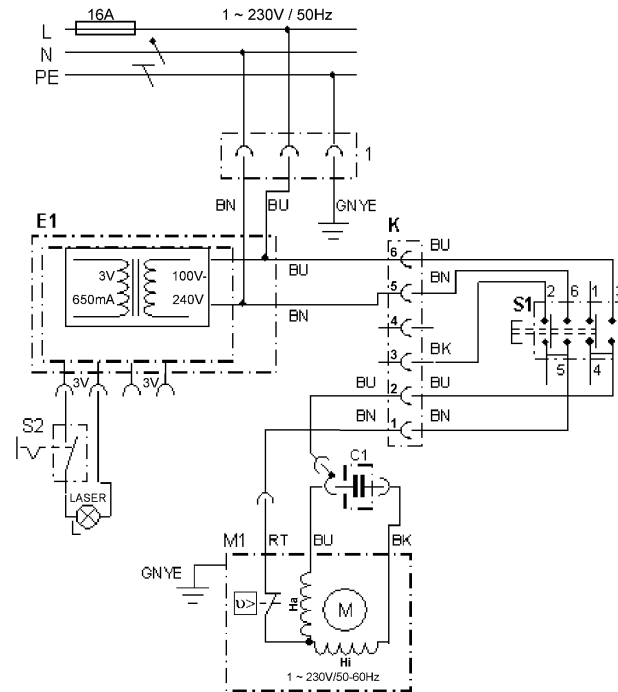 16A 1 ~ 230V / 50Hz
L
N
PE
1
BN BU GNYE
E1
K
6 BU
BU
3V 100V-
650mA 240V
5 BN
BN
2 6 1 3
S1
4
3 BK
BU 2 BU
5 4
3V 3V
BN 1 BN
S2
C1
LASER
L
M1 RT BU BK
GNYE
υ>
Ha
M
Hi
1 ~ 230V/50-60Hz